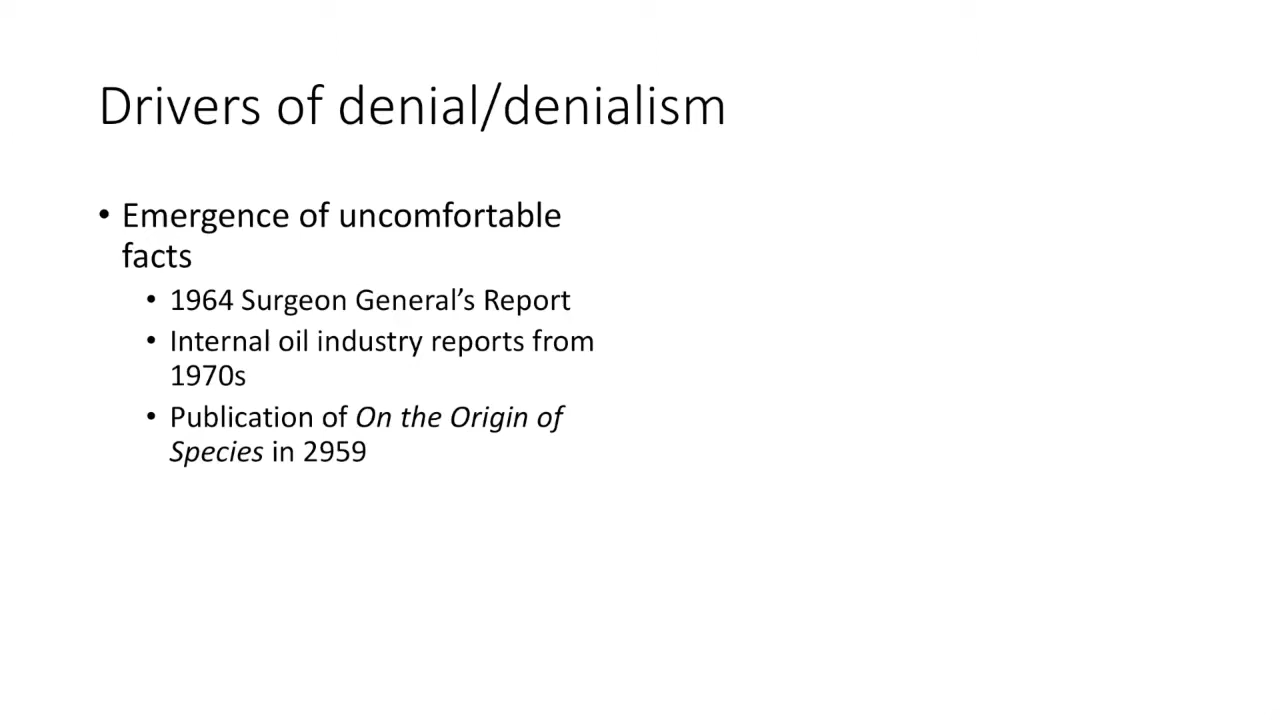 Drivers of denial/denialism
• Emergence of uncomfortable
facts
• 1964 Surgeon General’s Report
• Internal oil industry reports from
1970s
• Publication of On the Origin of
Species in 2959